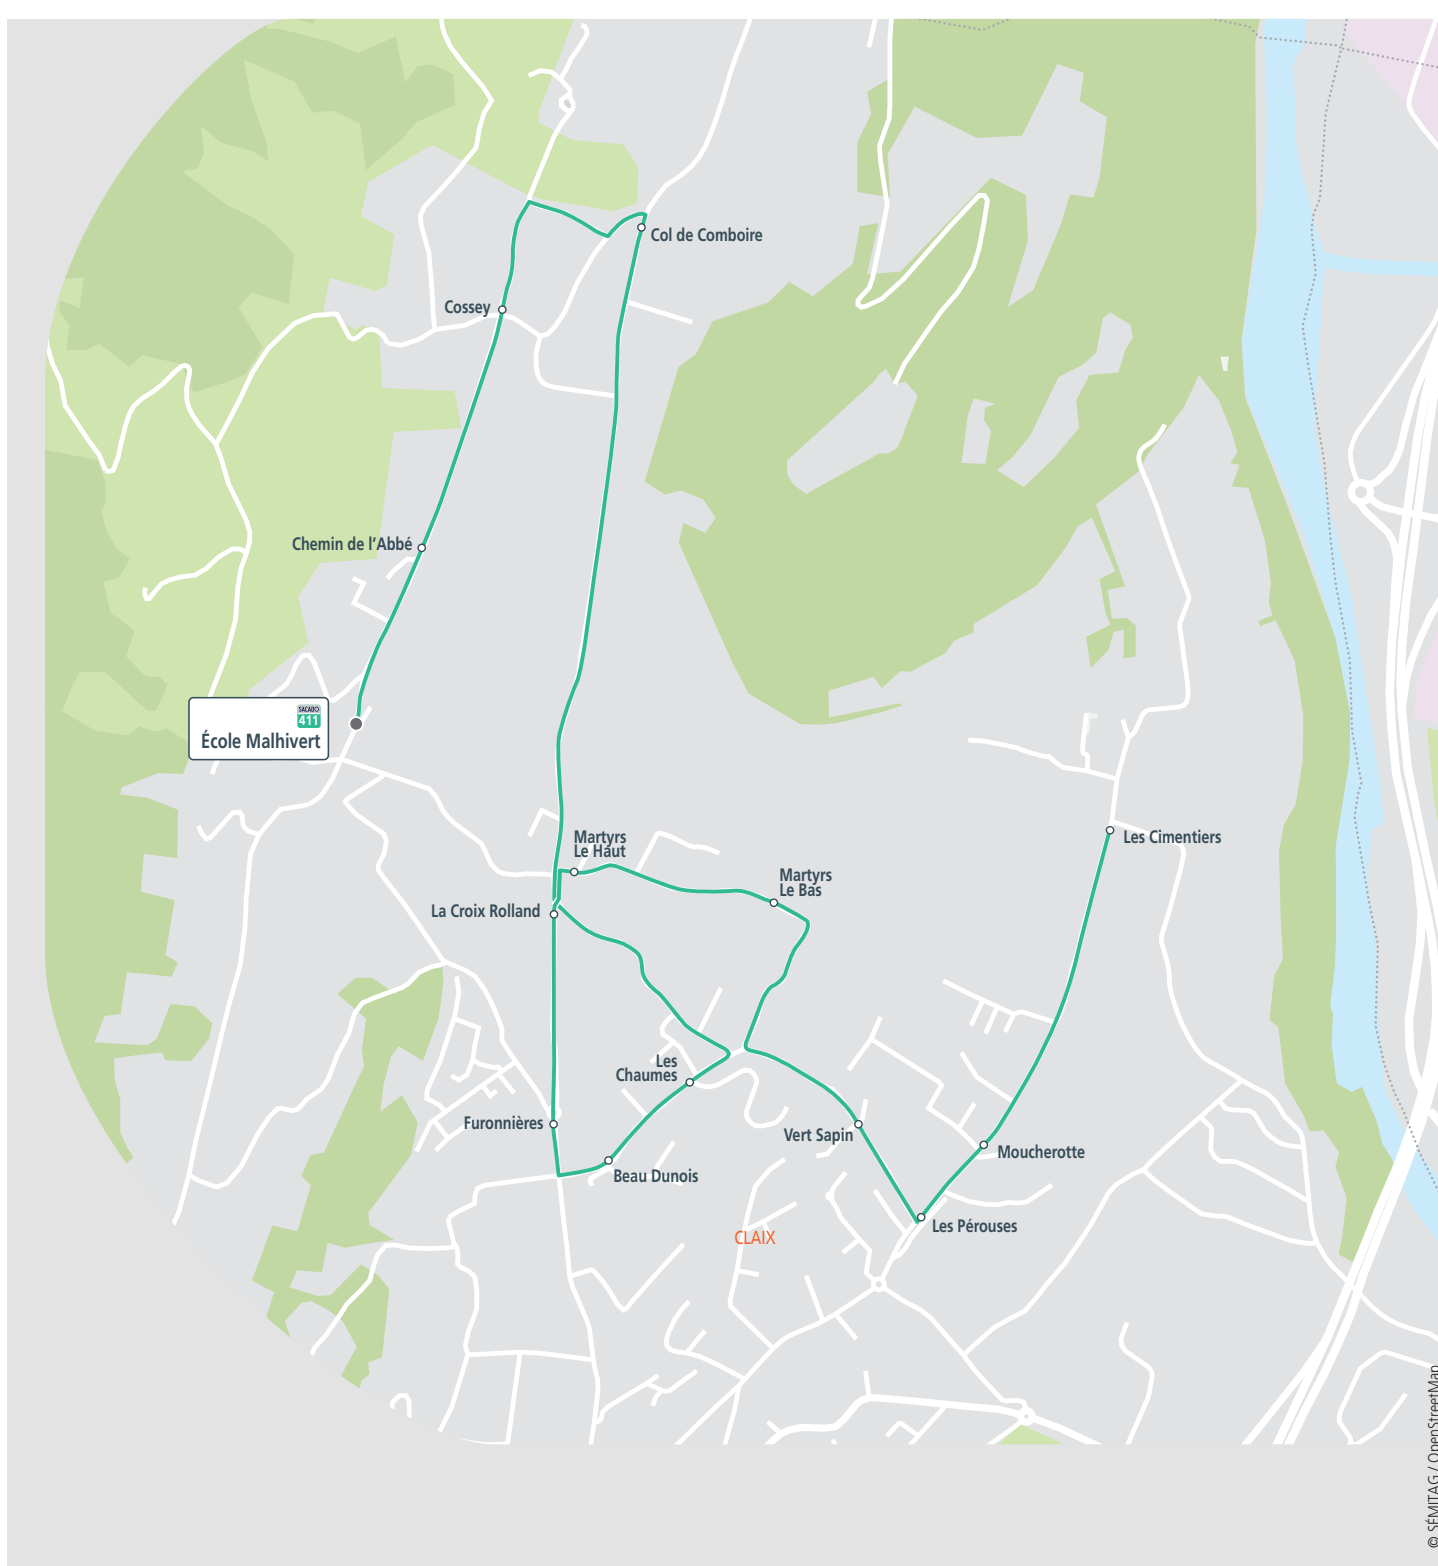 Col de Comboire
Cossey
Chemin de l'Abbé
SACADO
411
École Malhivert
Martyrs
Le Haut
Les Cimentiers
Martyrs
Le Bas
La Croix Rolland
Les
Chaumes
Furonnières
Vert Sapin
Moucherotte
Beau Dunois
Les Pérouses
CLAIX
© SÉMITAG / OpenStreetMap